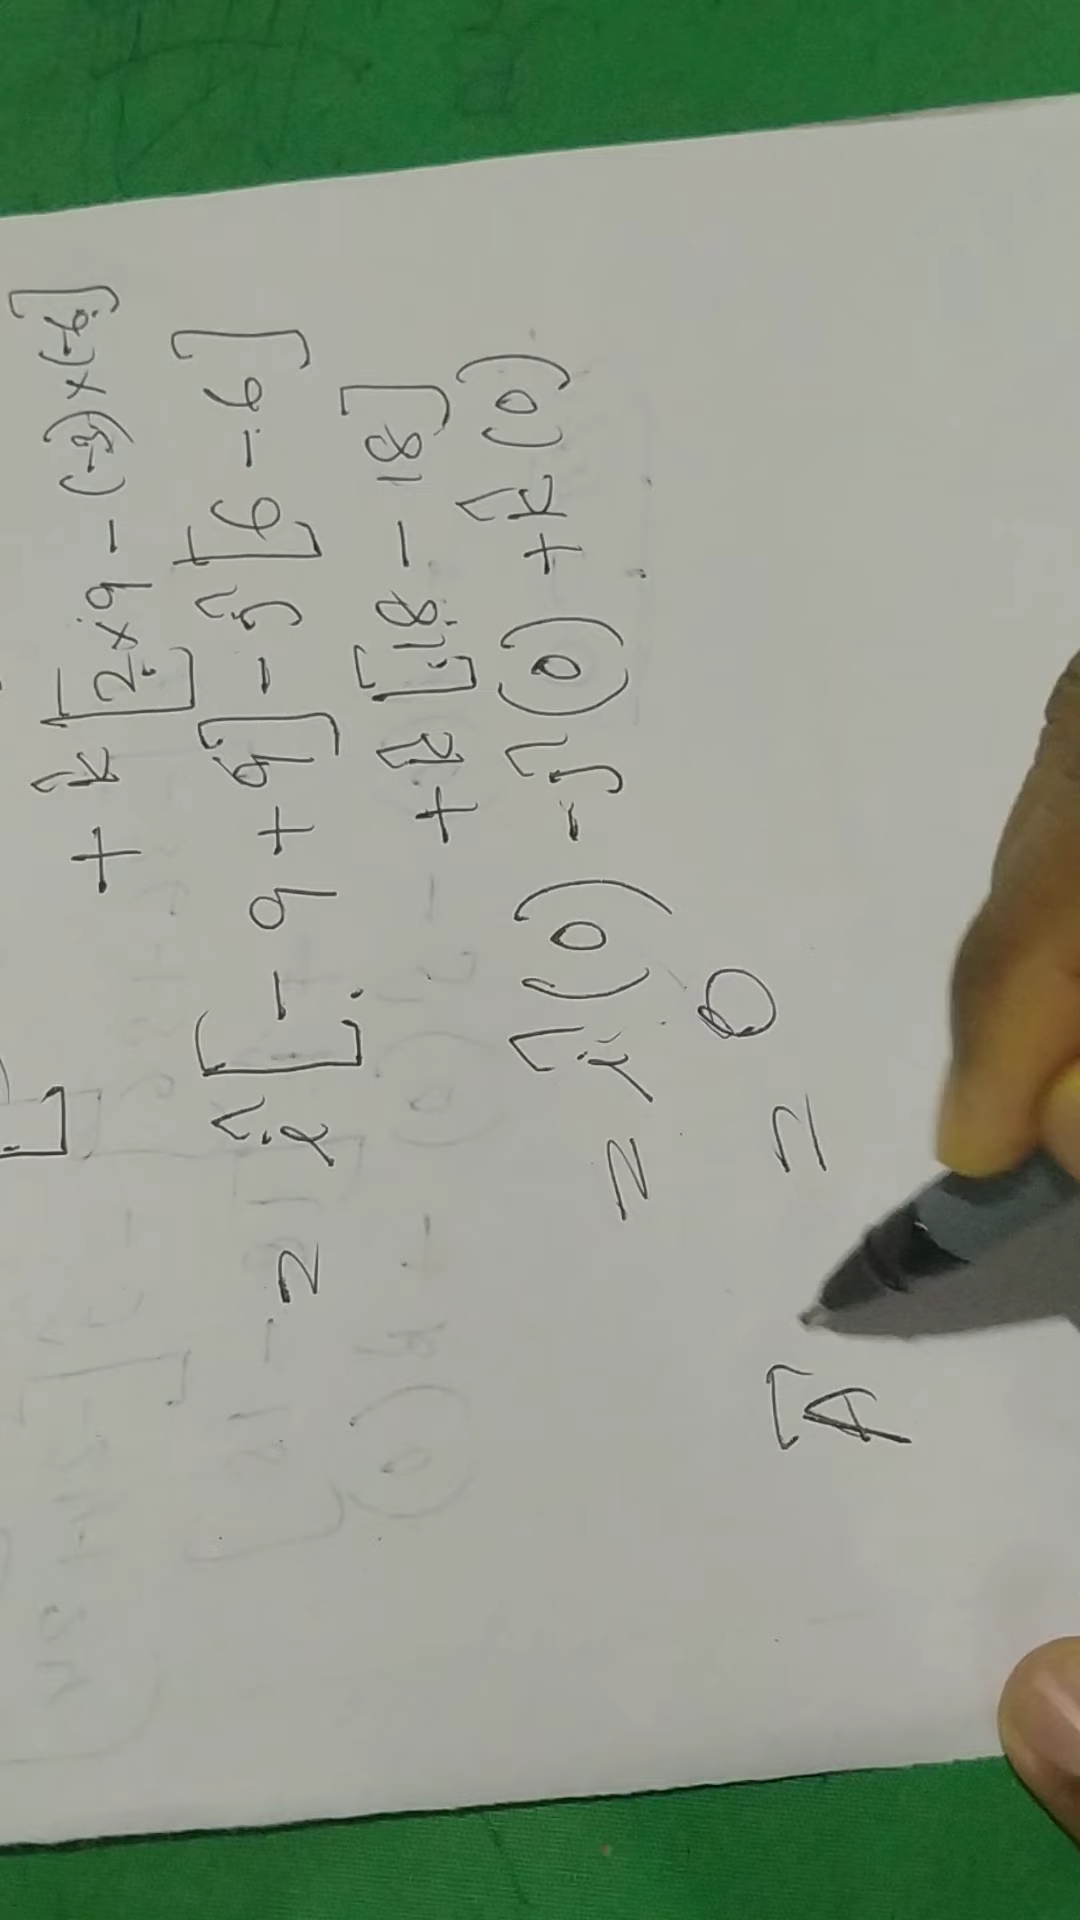 + k̂ [2×9 - (-3)×(-6)]
= î [-9 + 9] - ĵ [6 - 6]
+ k̂ [18 - 18]
= î (0) - ĵ (0) + k̂ (0)
= 0
A